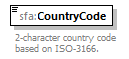 sfa:CountryCode
2-character country code
based on ISO-3166.